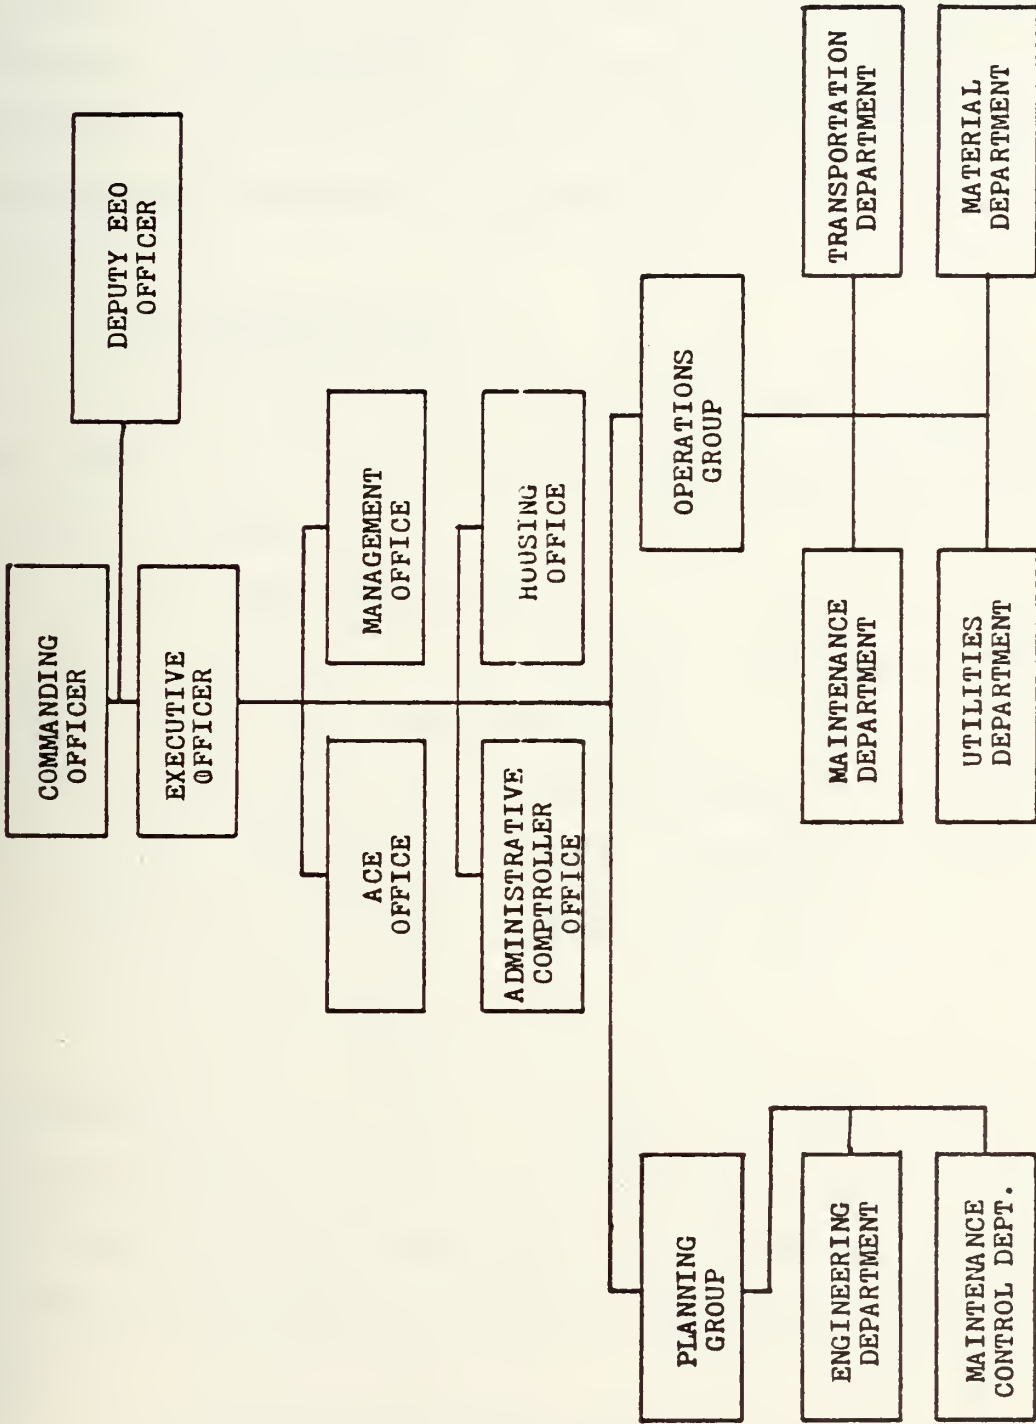 COMMANDING
OFFICER
DEPUTY EEO
OFFICER
EXECUTIVE
OFFICER
ACE
OFFICE
MANAGEMENT
OFFICE
ADMINISTRATIVE
COMPTROLLER
OFFICE
HOUSING
OFFICE
PLANNING
GROUP
OPERATIONS
GROUP
ENGINEERING
DEPARTMENT
MAINTENANCE
DEPARTMENT
TRANSPORTATION
DEPARTMENT
MAINTENANCE
CONTROL DEPT.
UTILITIES
DEPARTMENT
MATERIAL
DEPARTMENT